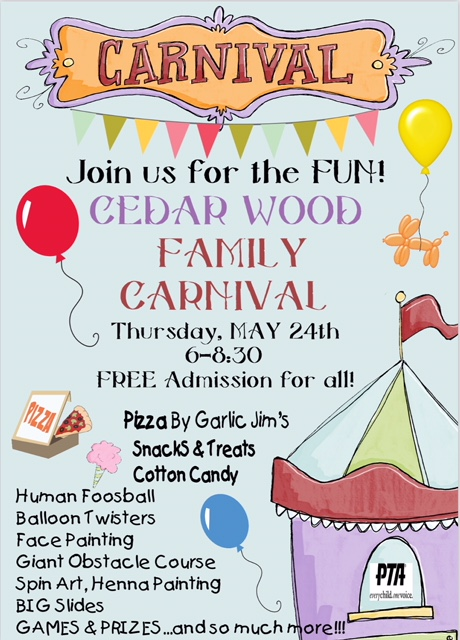 CARNIVAL
Join us for the FUN!
CEDAR WOOD
FAMILY
CARNIVAL
Thursday, MAY 24th
6-8:30
FREE Admission for all!
PIZZA
Pizza By Garlic Jim's
Snacks & Treats
Cotton Candy
Human Foosball
Balloon Twisters
Face Painting
Giant Obstacle Course
Spin Art, Henna Painting
BIG Slides
GAMES & PRIZES...and so much more!!!
PTA
everychild.onevoice.